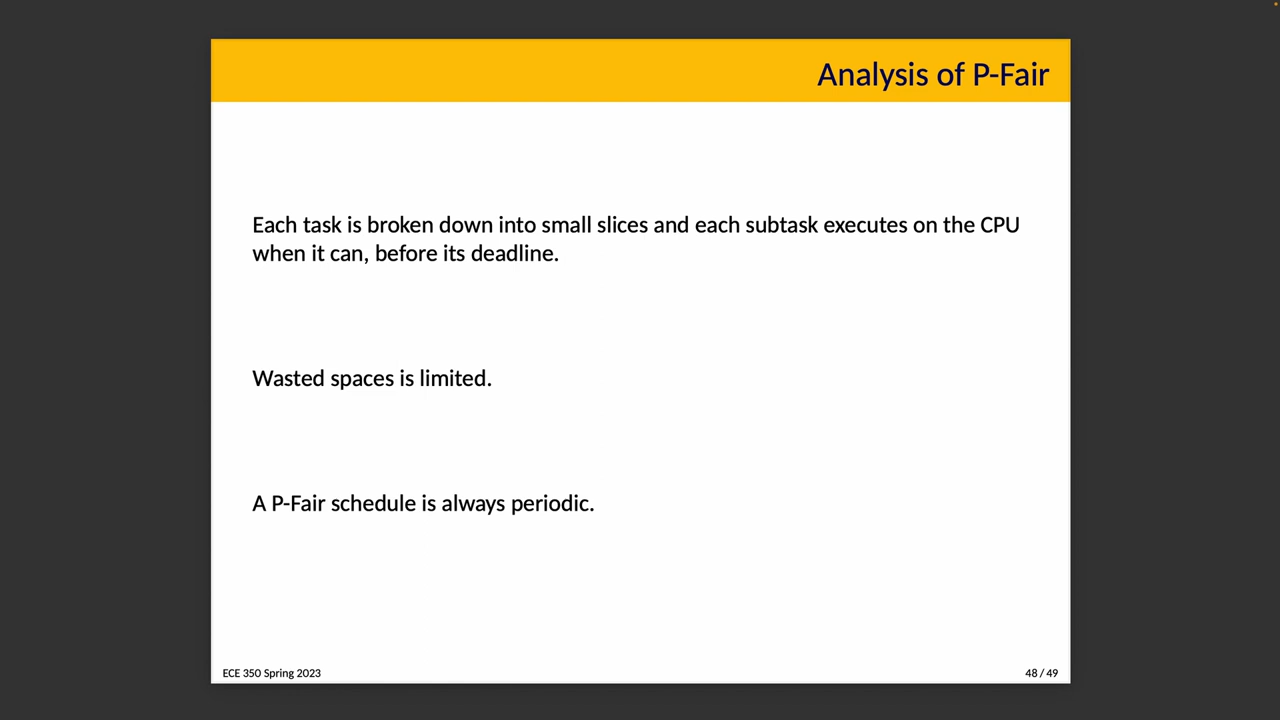 Analysis of P-Fair
Each task is broken down into small slices and each subtask executes on the CPU
when it can, before its deadline.
Wasted spaces is limited.
A P-Fair schedule is always periodic.
ECE 350 Spring 2023
48 / 49